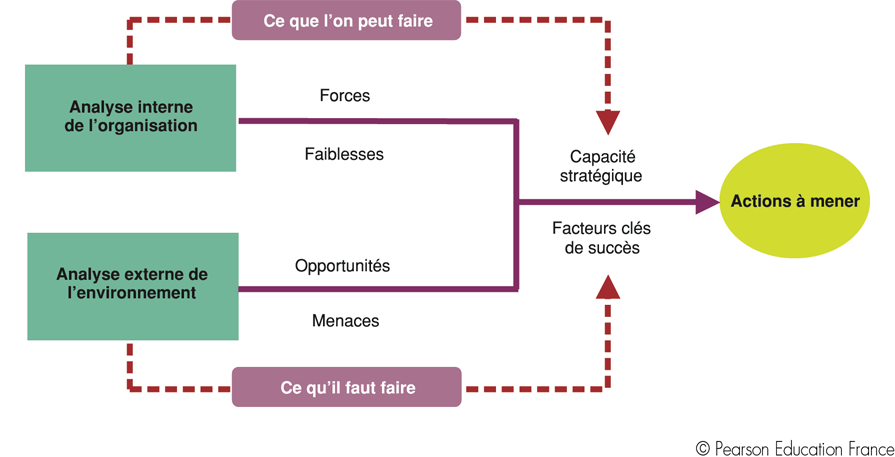 Ce que l’on peut faire
Analyse interne
de l’organisation
Forces
Faiblesses
Capacité
stratégique
Actions à mener
Facteurs clés
de succès
Analyse externe de
l’environnement
Opportunités
Menaces
Ce qu’il faut faire
© Pearson Education France